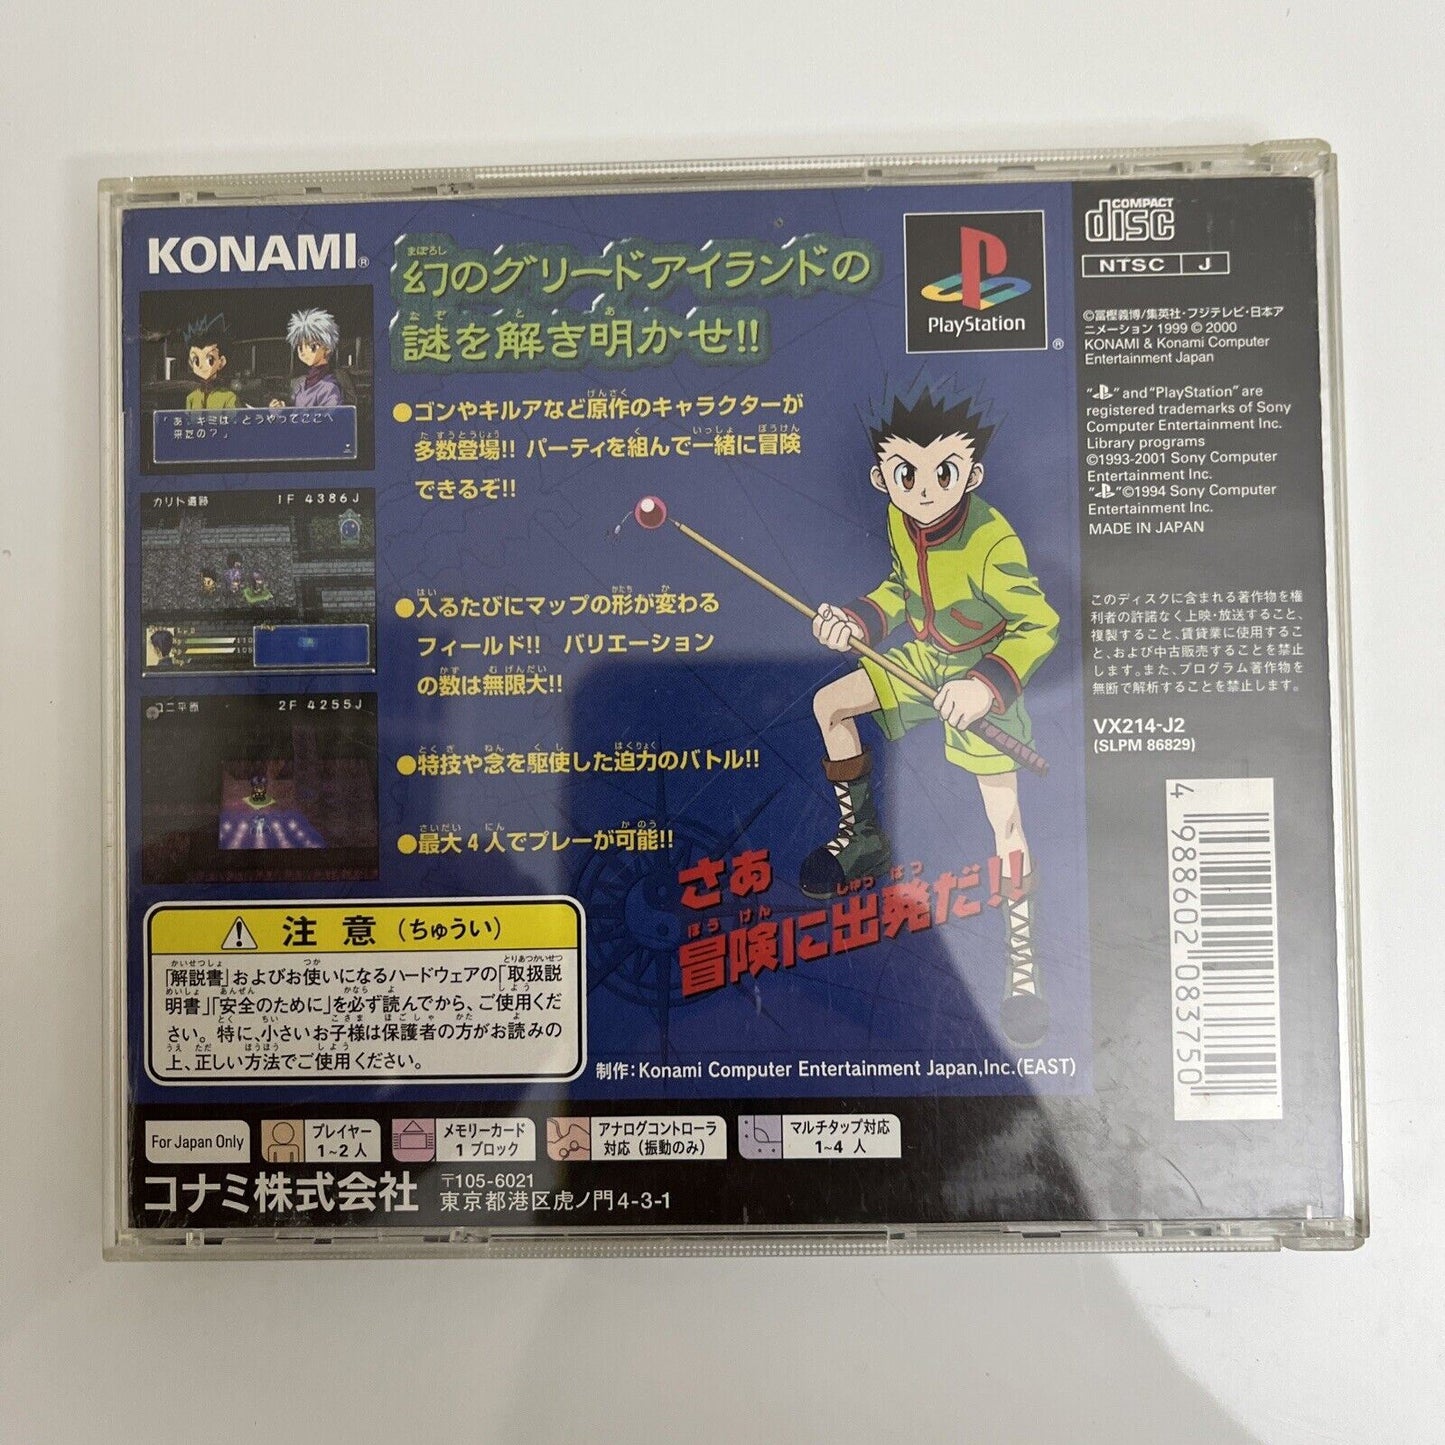 KONAMI®
幻のグリードアイランドの
謎を解き明かせ!!
「あ、キミは、どうやってここへ
来たの?」
カリト遺跡 1F 4386J
コニ平原 2F 4255J
●ゴンやキルアなど原作のキャラクターが
多数登場!! パーティを組んで一緒に冒険
できるぞ!!
●入るたびにマップの形が変わる
フィールド!! バリエーション
の数は無限大!!
●特技や念を駆使した迫力のバトル!!
●最大4人でプレーが可能!!
さあ
冒険に出発だ!!
PlayStation®
注意(ちゅうい)
「解説書」およびお使いになるハードウェアの「取扱説
明書」「安全のために」を必ず読んでから、ご使用くだ
さい。特に、小さいお子様は保護者の方がお読みの
上、正しい方法でご使用ください。
制作:Konami Computer Entertainment Japan,Inc.(EAST)
For Japan Only
プレイヤー
1~2人
メモリーカード
1ブロック
アナログコントローラ
対応(振動のみ)
マルチタップ対応
1~4人
コナミ株式会社
〒105-6021
東京都港区虎ノ門4-3-1
COMPACT
disc
NTSC J
©冨樫義博/集英社・フジテレビ・日本ア
ニメーション 1999 © 2000
KONAMI & Konami Computer
Entertainment Japan
" " and "PlayStation" are
registered trademarks of Sony
Computer Entertainment Inc.
Library programs
©1993-2001 Sony Computer
Entertainment Inc.
" "©1994 Sony Computer
Entertainment Inc.
MADE IN JAPAN
このディスクに含まれる著作物を権
利者の許諾なく上映・放送すること、
複製すること、賃貸業に使用するこ
と、および中古販売することを禁止
します。また、プログラム著作物を
無断で解析することを禁止します。
VX214-J2
(SLPM 86829)
4 988602 083750